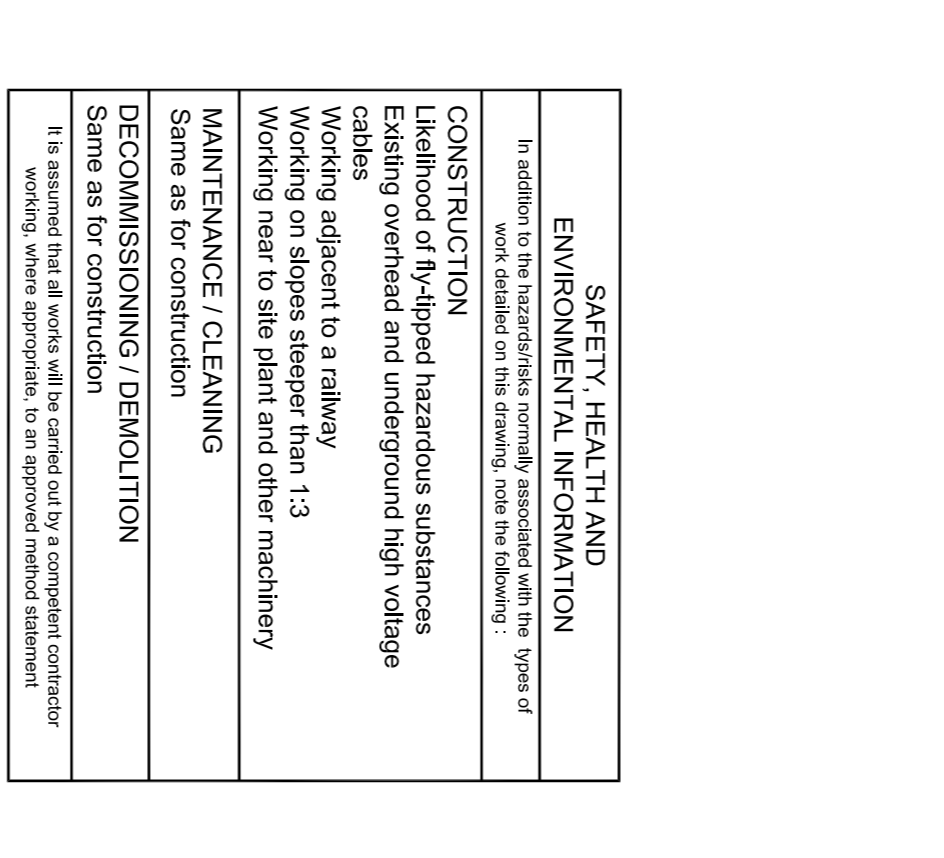 SAFETY, HEALTH AND
ENVIRONMENTAL INFORMATION
In addition to the hazards/risks normally associated with the types of
work detailed on this drawing, note the following :
CONSTRUCTION
Likelihood of fly-tipped hazardous substances
Existing overhead and underground high voltage
cables
Working adjacent to a railway
Working on slopes steeper than 1:3
Working near to site plant and other machinery
MAINTENANCE / CLEANING
Same as for construction
DECOMMISSIONING / DEMOLITION
Same as for construction
It is assumed that all works will be carried out by a competent contractor
working, where appropriate, to an approved method statement